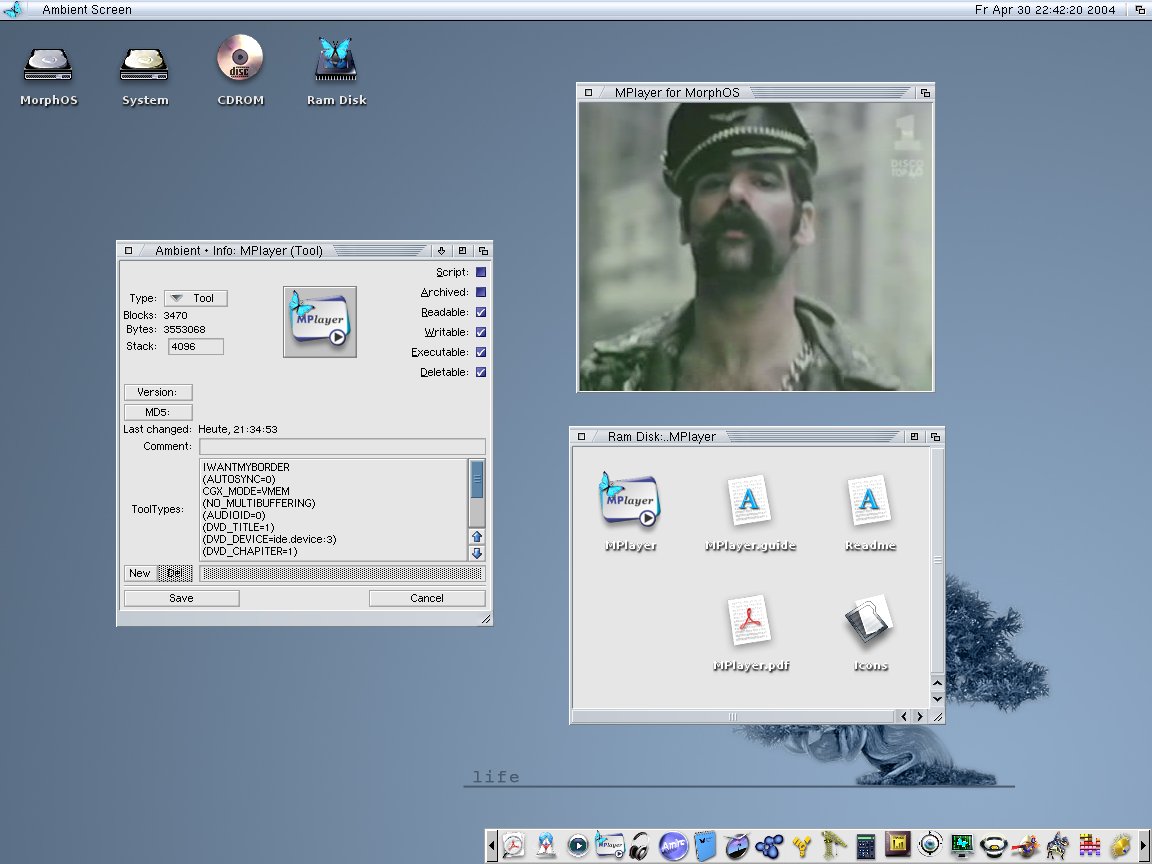 Ambient Screen
Fr Apr 30 22:42:20 2004
MorphOS
System
CDROM
Ram Disk
disc
MPlayer for MorphOS
1
DISCO
TOP 40
Ambient • Info: MPlayer (Tool)
Script:
Archived:
Readable:
Writable:
Executable:
Deletable:
Type: Tool
Blocks: 3470
Bytes: 3553068
Stack: 4096
MPlayer
Version:
MD5:
Last changed: Heute, 21:34:53
Comment:
ToolTypes:
IWANTMYBORDER
(AUTOSYNC=0)
CGX_MODE=VMEM
(NO_MULTIBUFFERING)
(AUDIOID=0)
(DVD_TITLE=1)
(DVD_DEVICE=ide.device:3)
(DVD_CHAPITER=1)
New Del
Save Cancel
Ram Disk:..MPlayer
MPlayer
MPlayer
MPlayer.guide
Readme
MPlayer.pdf
Icons
life
MPlayer
Amirc